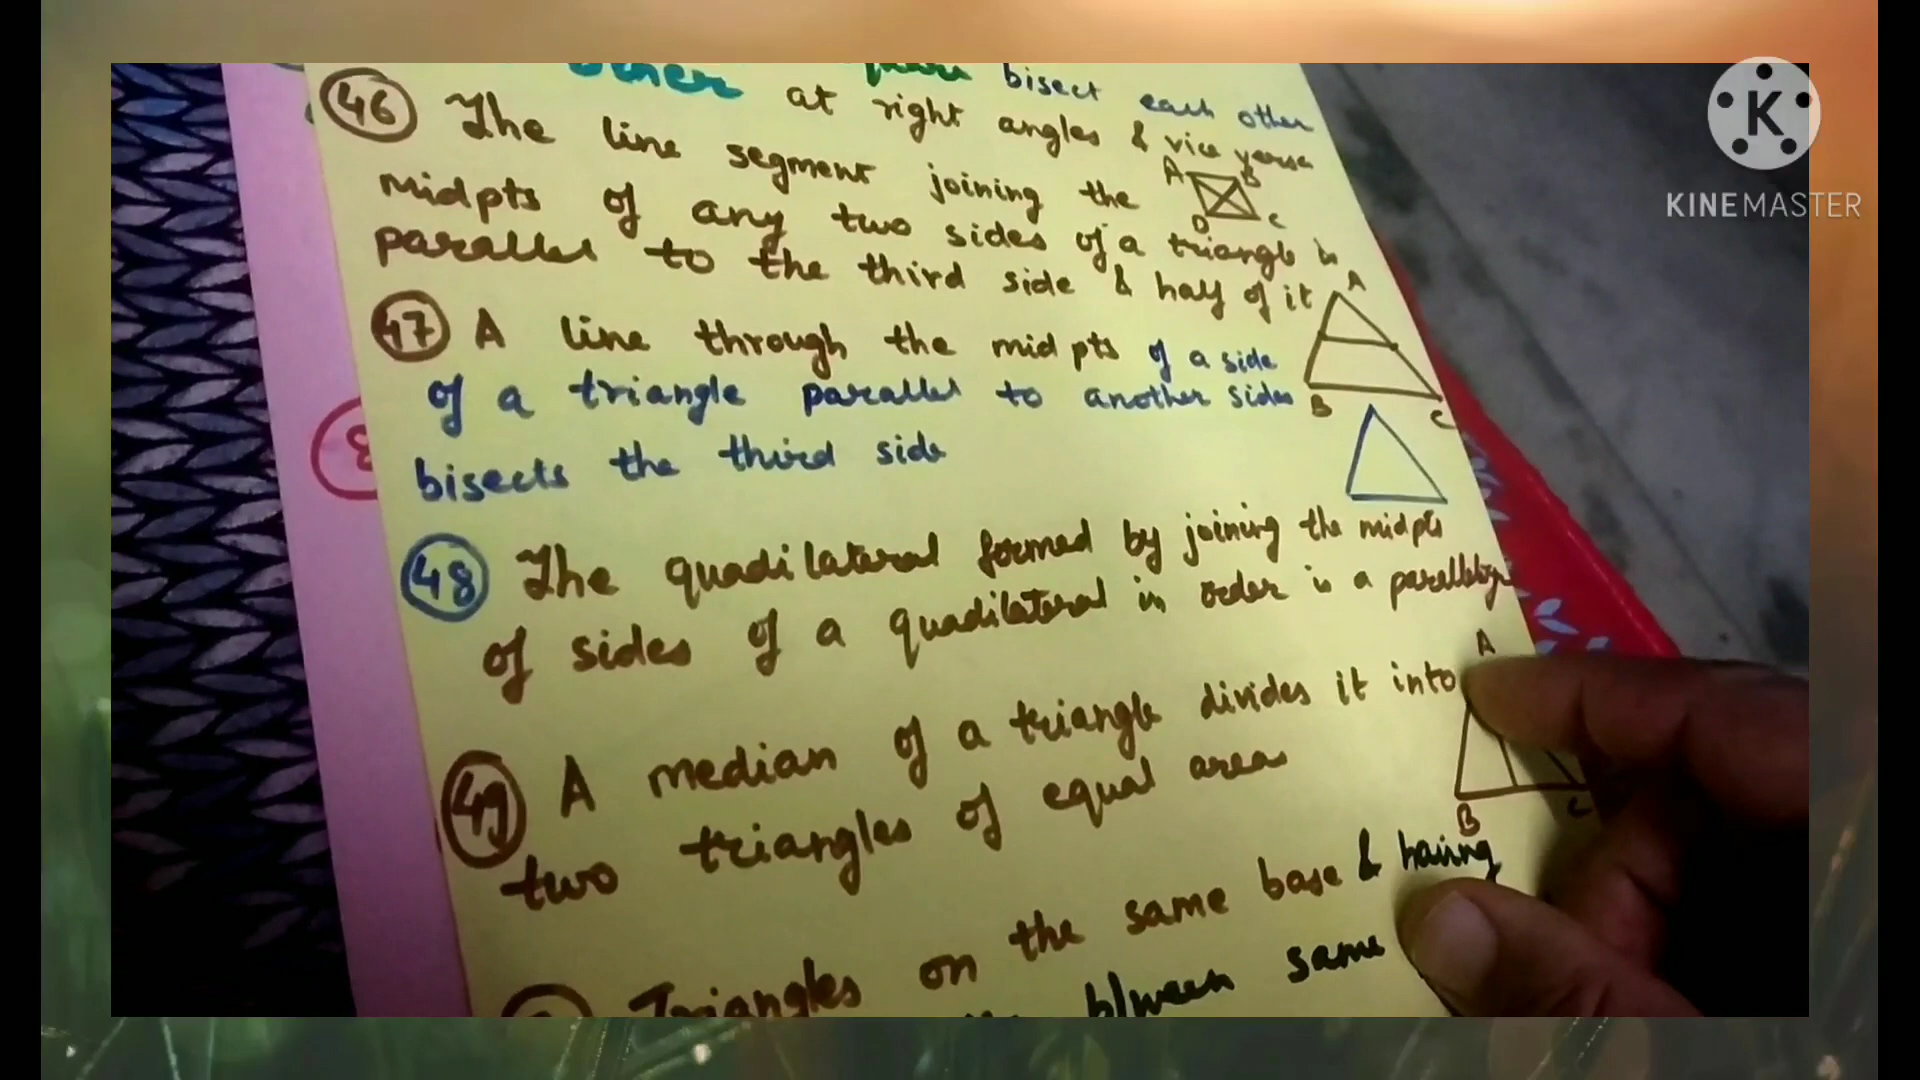 other square bisect each other
at right angles & vice versa
46 The line segment joining the
midpts of any two sides of a triangle is
parallel to the third side & half of it
A B
D C
A
B C
47 A line through the mid pts of a side
of a triangle parallel to another sides
bisects the third side
48 The quadilateral formed by joining the midpts
of sides of a quadilateral in order is a
49 A median of a triangle divides it into
two triangles of equal areas
A
B C
Triangles on the same base & having
b/ween same
K
KINEMASTER